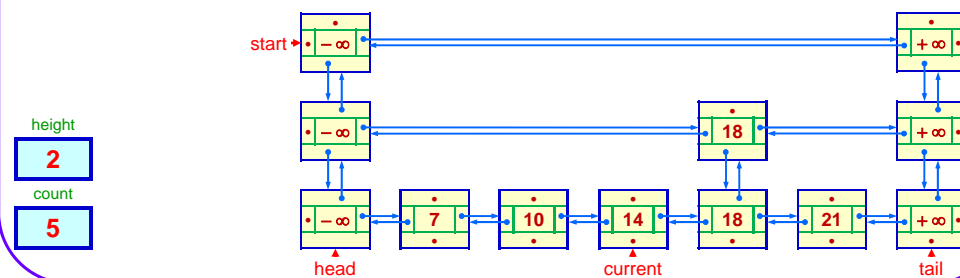 start − ∞ + ∞
height
2
− ∞ 18 + ∞
count
5
− ∞ 7 10 14 18 21 + ∞
head current tail